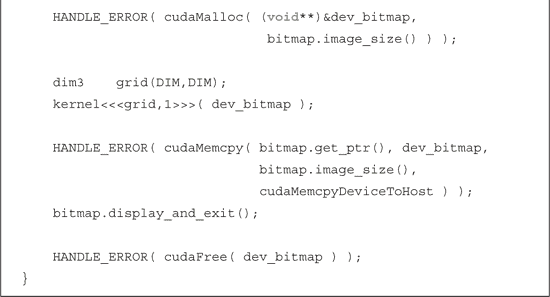 HANDLE_ERROR( cudaMalloc( (void**)&dev_bitmap,
bitmap.image_size() ) );
dim3    grid(DIM,DIM);
kernel<<<grid,1>>>( dev_bitmap );
HANDLE_ERROR( cudaMemcpy( bitmap.get_ptr(), dev_bitmap,
bitmap.image_size(),
cudaMemcpyDeviceToHost ) );
bitmap.display_and_exit();
HANDLE_ERROR( cudaFree( dev_bitmap ) );
}